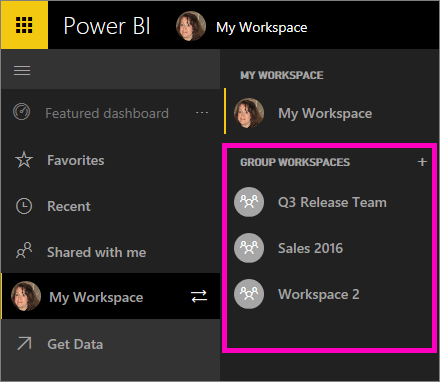 Power BI
My Workspace
Featured dashboard ...
Favorites
Recent
Shared with me
My Workspace
Get Data
MY WORKSPACE
My Workspace
GROUP WORKSPACES +
Q3 Release Team
Sales 2016
Workspace 2